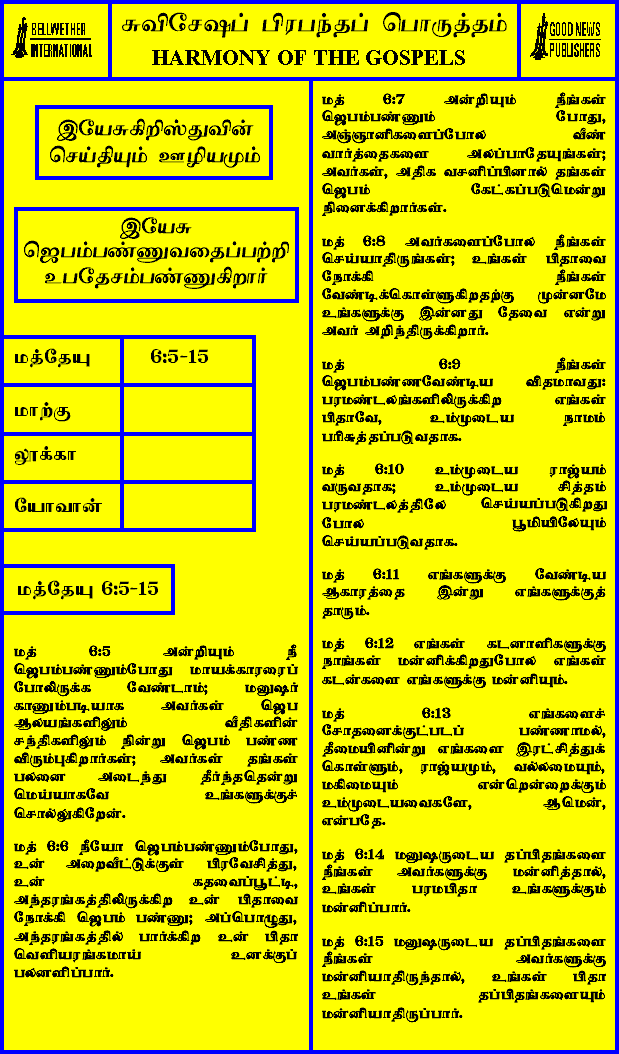 BELLWETHER
INTERNATIONAL
சுவிசேஷப் பிரபந்தப் பொருத்தம்
HARMONY OF THE GOSPELS
GOOD NEWS
PUBLISHERS
இயேசுகிறிஸ்துவின்
செய்தியும் ஊழியமும்
இயேசு
ஜெபம்பண்ணுவதைப்பற்றி
உபதேசம்பண்ணுகிறார்
மத்தேயு 6:5-15
மாற்கு
லூக்கா
யோவான்
மத்தேயு 6:5-15
மத் 6:5 அன்றியும் நீ
ஜெபம்பண்ணும்போது மாயக்காரரைப்
போலிருக்க வேண்டாம்; மனுஷர்
காணும்படியாக அவர்கள் ஜெப
ஆலயங்களிலும் வீதிகளின்
சந்திகளிலும் நின்று ஜெபம் பண்ண
விரும்புகிறார்கள்; அவர்கள் தங்கள்
பலனை அடைந்து தீர்ந்ததென்று
மெய்யாகவே உங்களுக்குச்
சொல்லுகிறேன்.
மத் 6:6 நீயோ ஜெபம்பண்ணும்போது,
உன் அறைவீட்டுக்குள் பிரவேசித்து,
உன் கதவைப்பூட்டி,
அந்தரங்கத்திலிருக்கிற உன் பிதாவை
நோக்கி ஜெபம் பண்ணு; அப்பொழுது,
அந்தரங்கத்தில் பார்க்கிற உன் பிதா
வெளியரங்கமாய் உனக்குப்
பலனளிப்பார்.
மத் 6:7 அன்றியும் நீங்கள்
ஜெபம்பண்ணும் போது,
அஞ்ஞானிகளைப்போல வீண்
வார்த்தைகளை அலப்பாதேயுங்கள்;
அவர்கள், அதிக வசனிப்பினால் தங்கள்
ஜெபம் கேட்கப்படுமென்று
நினைக்கிறார்கள்.
மத் 6:8 அவர்களைப்போல நீங்கள்
செய்யாதிருங்கள்; உங்கள் பிதாவை
நோக்கி நீங்கள்
வேண்டிக்கொள்ளுகிறதற்கு முன்னமே
உங்களுக்கு இன்னது தேவை என்று
அவர் அறிந்திருக்கிறார்.
மத் 6:9 நீங்கள்
ஜெபம்பண்ணவேண்டிய விதமாவது:
பரமண்டலங்களிலிருக்கிற எங்கள்
பிதாவே, உம்முடைய நாமம்
பரிசுத்தப்படுவதாக.
மத் 6:10 உம்முடைய ராஜ்யம்
வருவதாக; உம்முடைய சித்தம்
பரமண்டலத்திலே செய்யப்படுகிறது
போல பூமியிலேயும்
செய்யப்படுவதாக.
மத் 6:11 எங்களுக்கு வேண்டிய
ஆகாரத்தை இன்று எங்களுக்குத்
தாரும்.
மத் 6:12 எங்கள் கடனாளிகளுக்கு
நாங்கள் மன்னிக்கிறதுபோல எங்கள்
கடன்களை எங்களுக்கு மன்னியும்.
மத் 6:13 எங்களைச்
சோதனைக்குட்படப் பண்ணாமல்,
தீமையினின்று எங்களை இரட்சித்துக்
கொள்ளும், ராஜ்யமும், வல்லமையும்,
மகிமையும் என்றென்றைக்கும்
உம்முடையவைகளே, ஆமென்,
என்பதே.
மத் 6:14 மனுஷருடைய தப்பிதங்களை
நீங்கள் அவர்களுக்கு மன்னித்தால்,
உங்கள் பரமபிதா உங்களுக்கும்
மன்னிப்பார்.
மத் 6:15 மனுஷருடைய தப்பிதங்களை
நீங்கள் அவர்களுக்கு
மன்னியாதிருந்தால், உங்கள் பிதா
உங்கள் தப்பிதங்களையும்
மன்னியாதிருப்பார்.